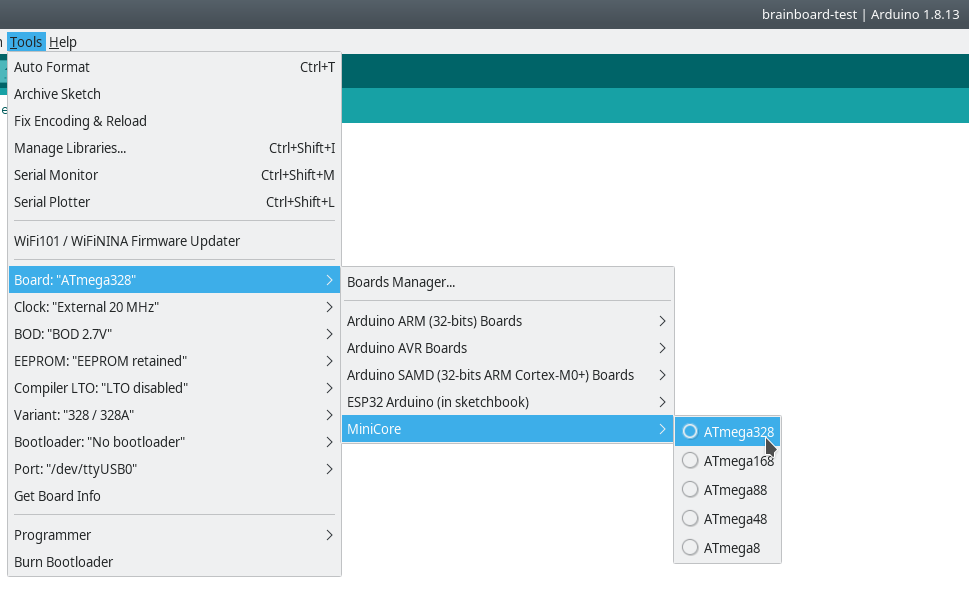 brainboard-test | Arduino 1.8.13
Tools Help
Auto Format Ctrl+T
Archive Sketch
Fix Encoding & Reload
Manage Libraries... Ctrl+Shift+I
Serial Monitor Ctrl+Shift+M
Serial Plotter Ctrl+Shift+L
WiFi101 / WiFiNINA Firmware Updater
Board: "ATmega328"
Clock: "External 20 MHz"
BOD: "BOD 2.7V"
EEPROM: "EEPROM retained"
Compiler LTO: "LTO disabled"
Variant: "328 / 328A"
Bootloader: "No bootloader"
Port: "/dev/ttyUSB0"
Get Board Info
Programmer
Burn Bootloader
Boards Manager...
Arduino ARM (32-bits) Boards
Arduino AVR Boards
Arduino SAMD (32-bits ARM Cortex-M0+) Boards
ESP32 Arduino (in sketchbook)
MiniCore
ATmega328
ATmega168
ATmega88
ATmega48
ATmega8